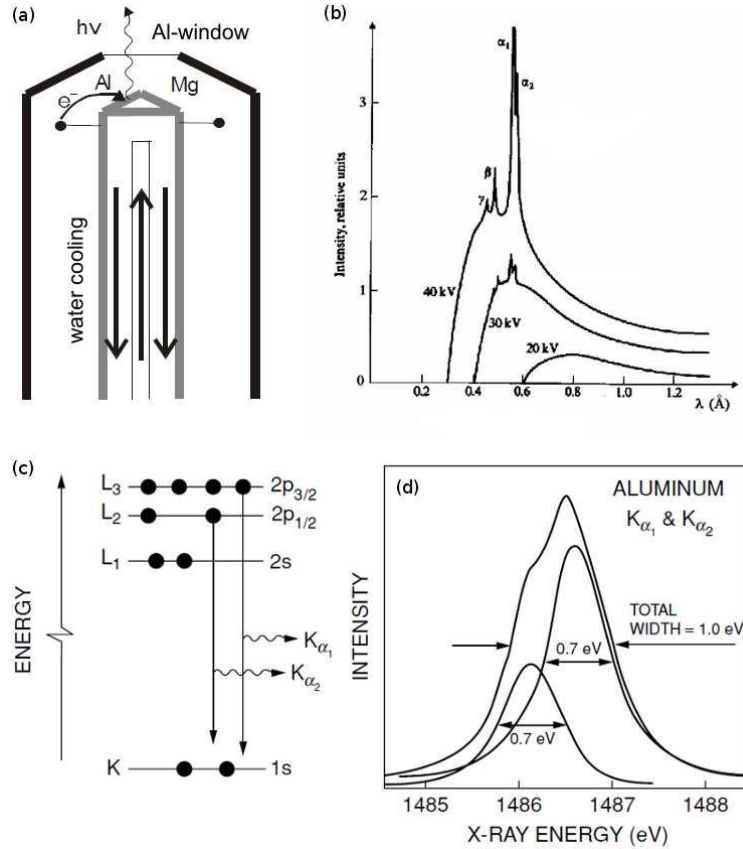 (a)
hν
Al-window
Al
Mg
e⁻
water cooling
(b)
Intensity, relative units
3
2
1
0
α₁
α₂
β
γ
40 kV
30 kV
20 kV
0.2
0.4
0.6
0.8
1.0
1.2
λ (Å)
(c)
ENERGY
L₃
2p₃/₂
L₂
2p₁/₂
L₁
2s
Kα₁
Kα₂
K
1s
(d)
ALUMINUM
Kα₁ & Kα₂
INTENSITY
TOTAL
WIDTH = 1.0 eV
0.7 eV
0.7 eV
1485
1486
1487
1488
X-RAY ENERGY (eV)